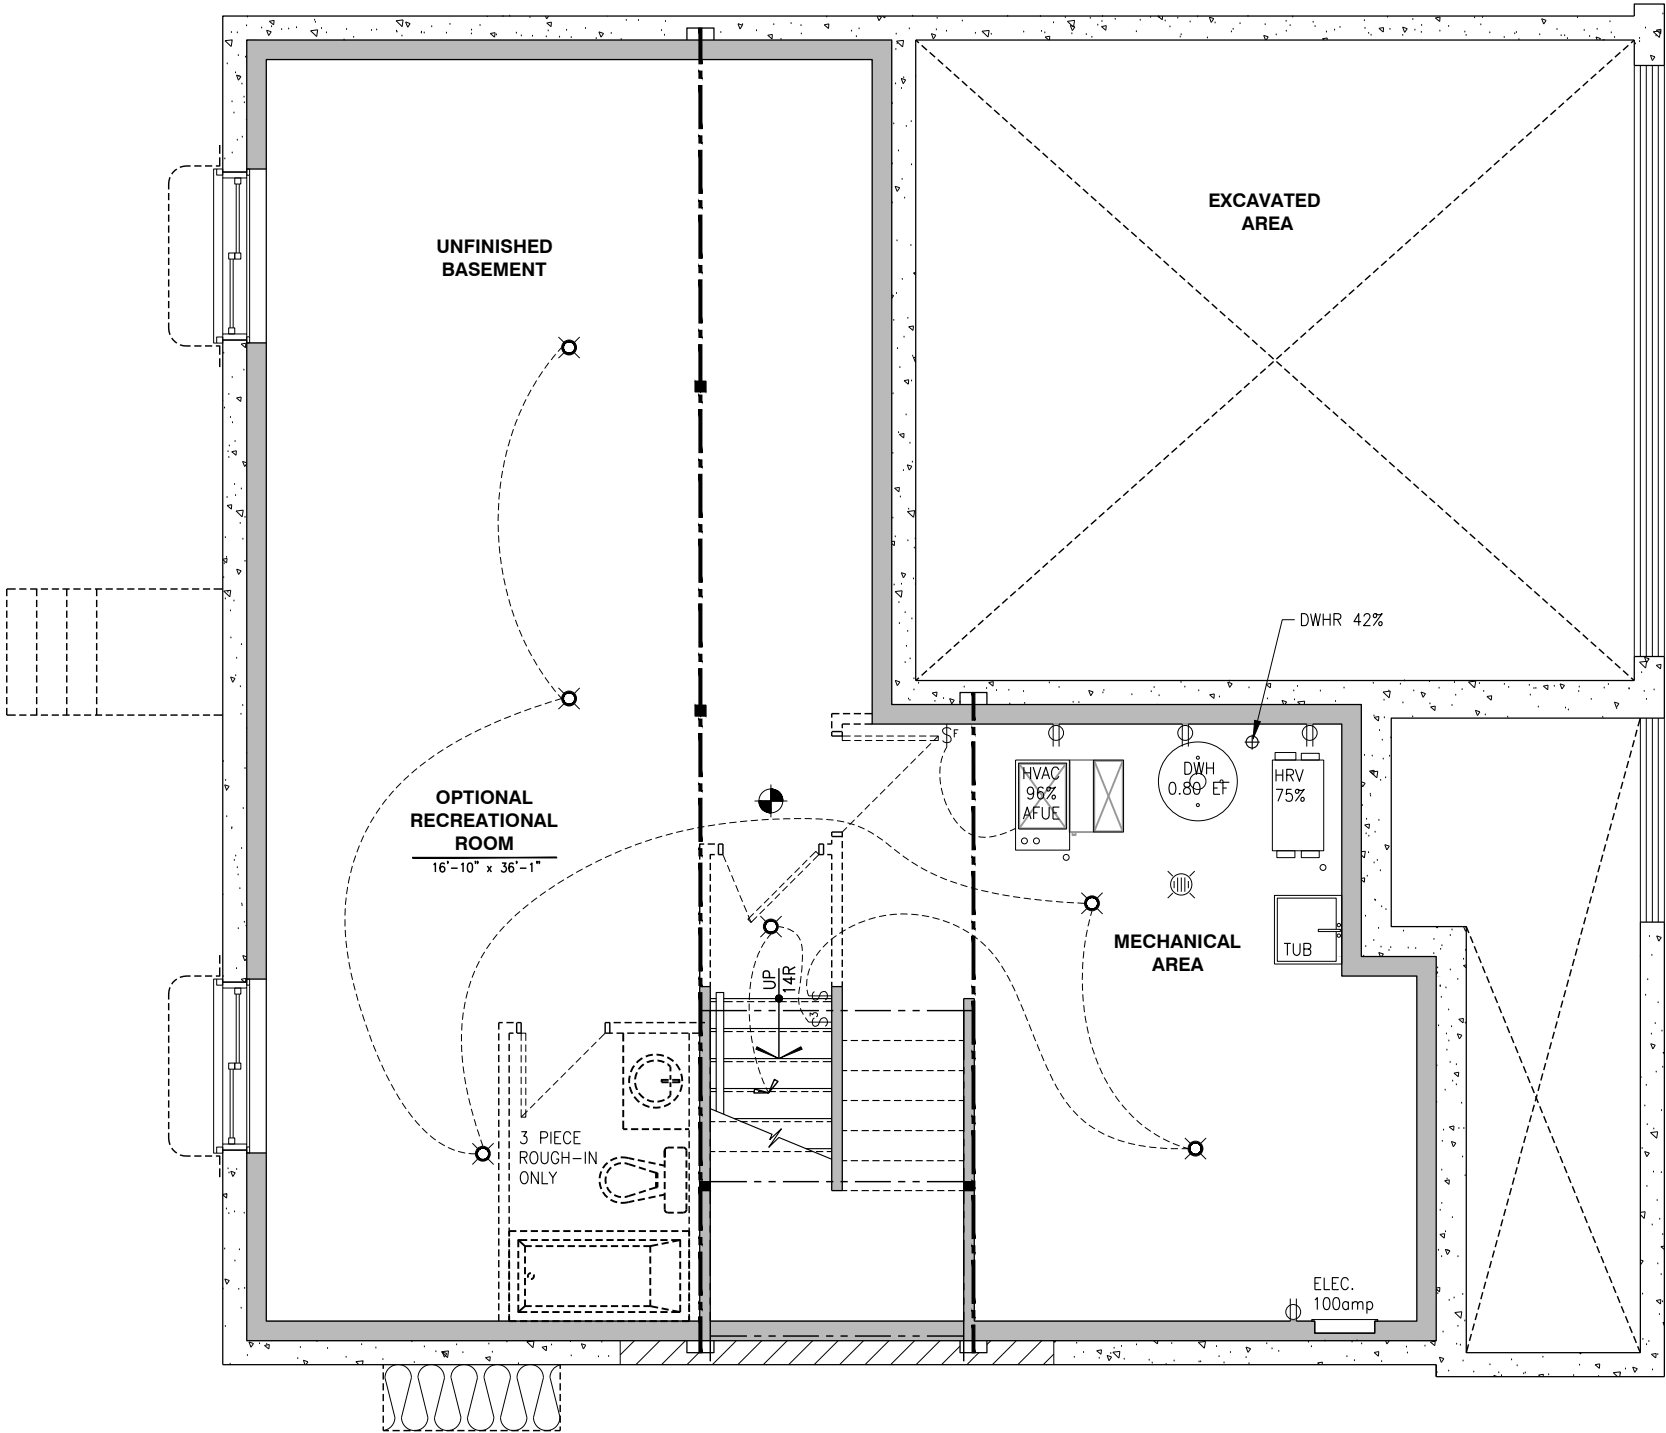 EXCAVATED
AREA
UNFINISHED
BASEMENT
DWHR 42%
S F
HVAC
96%
AFUE
DWH
0.80 EF
HRV
75%
OPTIONAL
RECREATIONAL
ROOM
16'-10" x 36'-1"
MECHANICAL
AREA
TUB
UP
14R
S
S3
3 PIECE
ROUGH-IN
ONLY
ELEC.
100amp